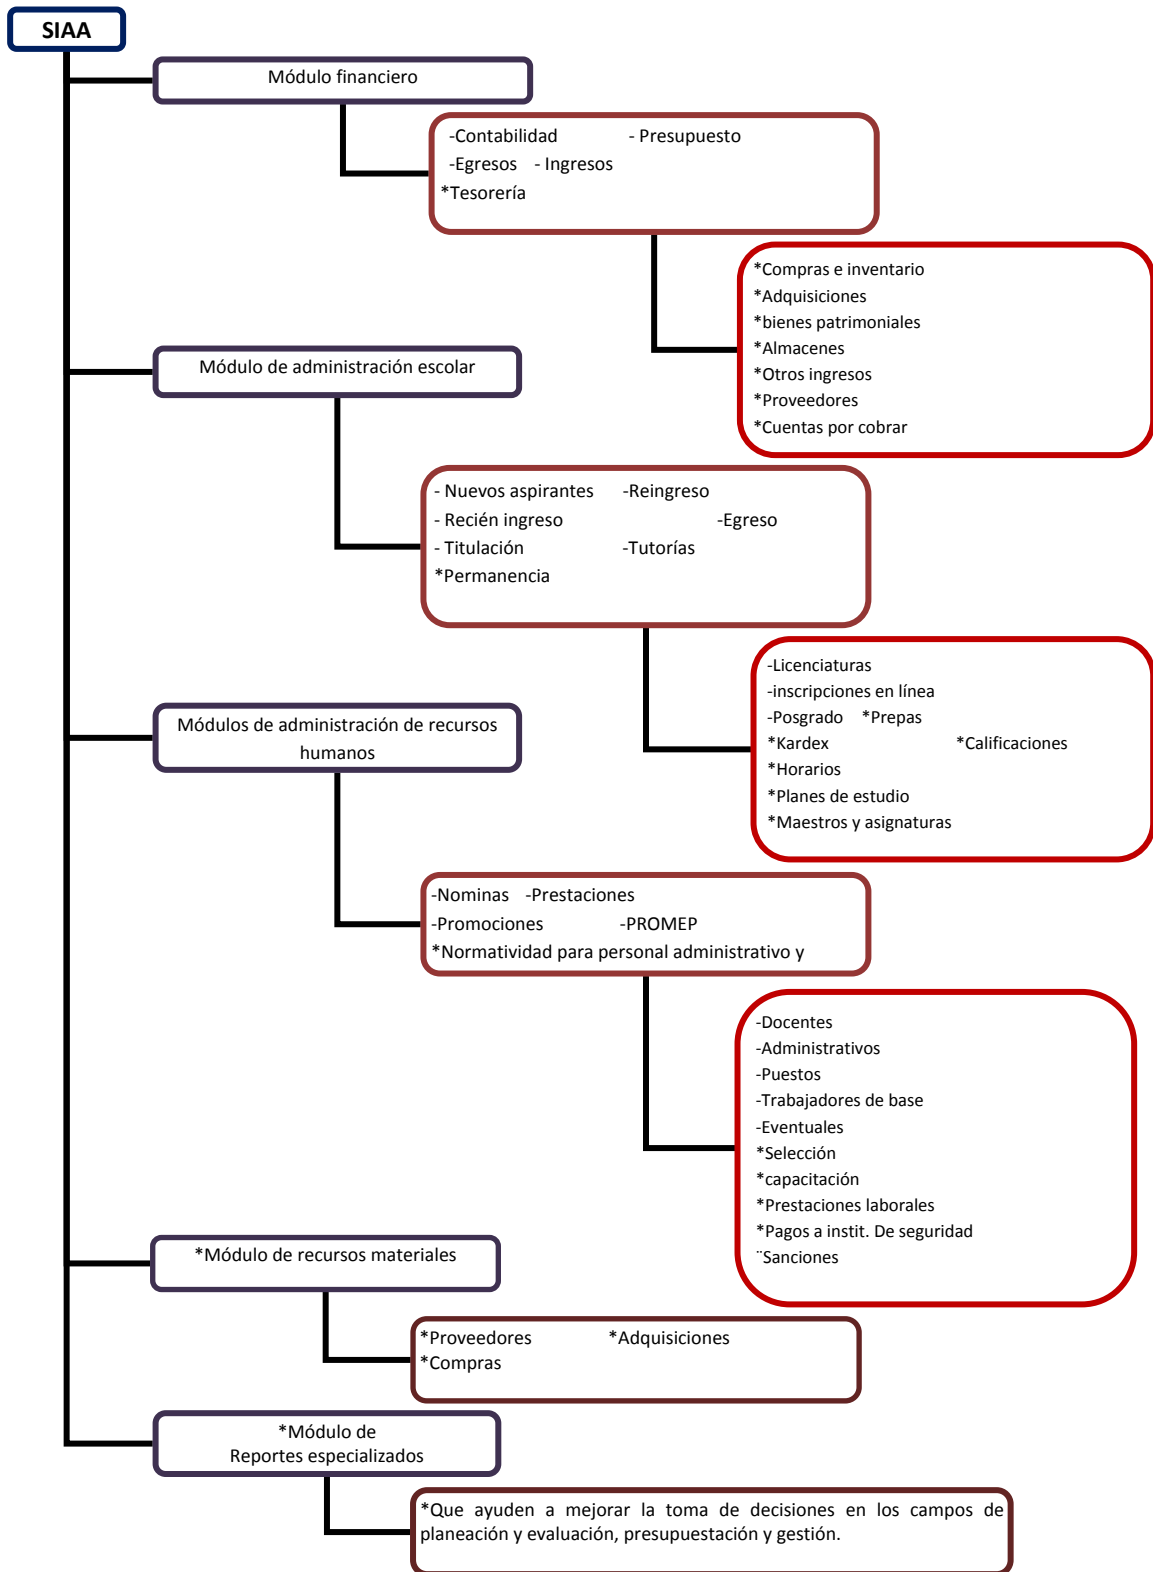 SIAA
Módulo financiero
-Contabilidad - Presupuesto
-Egresos - Ingresos
*Tesorería
*Compras e inventario
*Adquisiciones
*bienes patrimoniales
*Almacenes
*Otros ingresos
*Proveedores
*Cuentas por cobrar
Módulo de administración escolar
- Nuevos aspirantes -Reingreso
- Recién ingreso -Egreso
- Titulación -Tutorías
*Permanencia
-Licenciaturas
-inscripciones en línea
-Posgrado *Prepas
*Kardex *Calificaciones
*Horarios
*Planes de estudio
*Maestros y asignaturas
Módulos de administración de recursos
humanos
-Nominas -Prestaciones
-Promociones -PROMEP
*Normatividad para personal administrativo y
-Docentes
-Administrativos
-Puestos
-Trabajadores de base
-Eventuales
*Selección
*capacitación
*Prestaciones laborales
*Pagos a instit. De seguridad
¨Sanciones
*Módulo de recursos materiales
*Proveedores *Adquisiciones
*Compras
*Módulo de
Reportes especializados
*Que ayuden a mejorar la toma de decisiones en los campos de
planeación y evaluación, presupuestación y gestión.